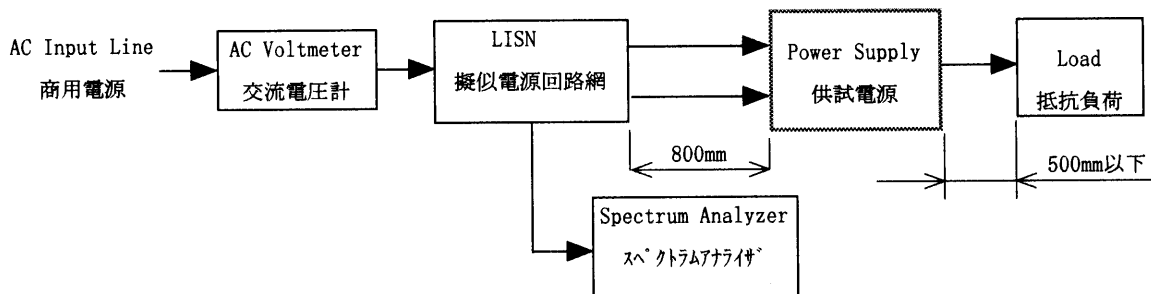 AC Input Line
商用電源
AC Voltmeter
交流電圧計
LISN
擬似電源回路網
Power Supply
供試電源
Load
抵抗負荷
800mm
500mm以下
Spectrum Analyzer
ｽﾍﾟｸﾄﾗﾑｱﾅﾗｲｻﾞ